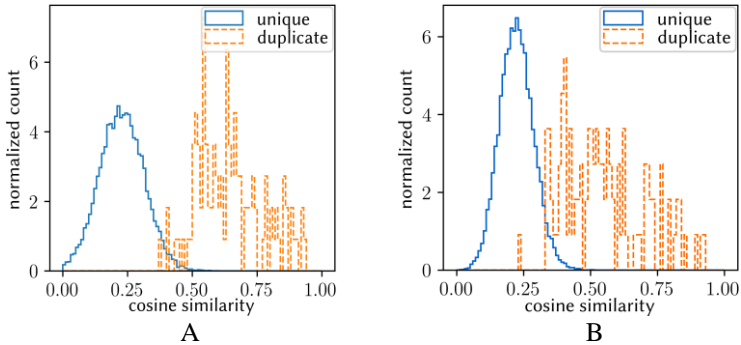 unique
duplicate
normalized count
6
4
2
0
0.00 0.25 0.50 0.75 1.00
cosine similarity
A
unique
duplicate
normalized count
6
4
2
0
0.00 0.25 0.50 0.75 1.00
cosine similarity
B